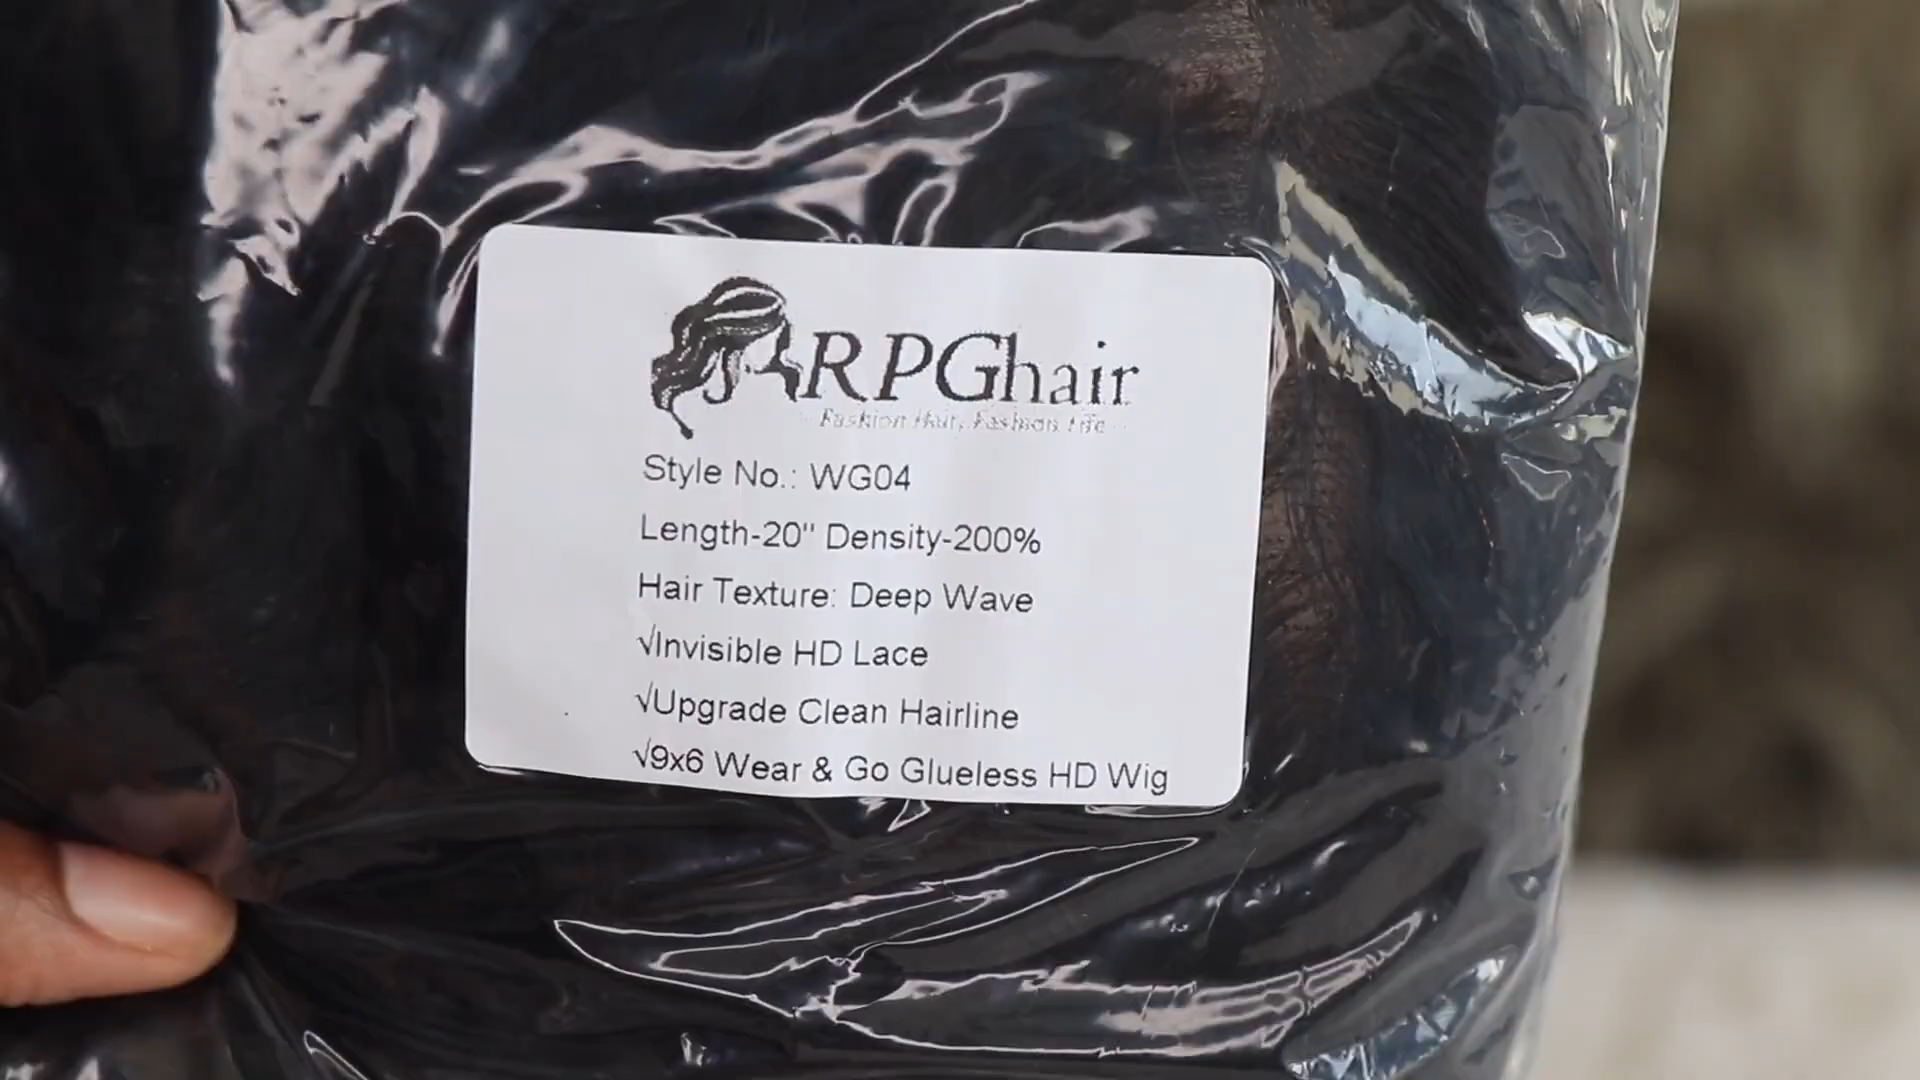 RPGhair
Fashion Hair, Fashion Life
Style No.: WG04
Length-20" Density-200%
Hair Texture: Deep Wave
√Invisible HD Lace
√Upgrade Clean Hairline
√9x6 Wear & Go Glueless HD Wig